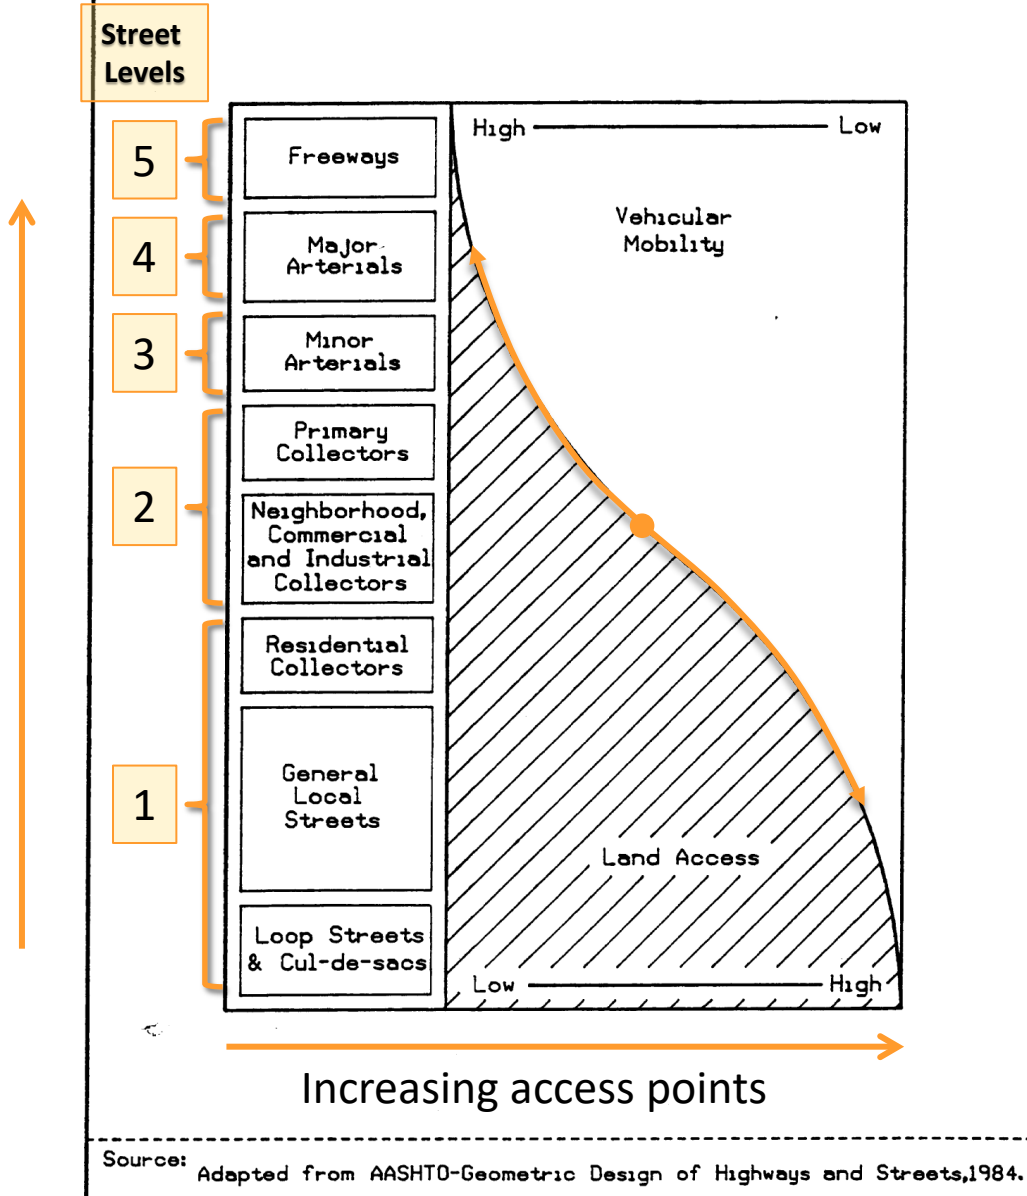 Street
Levels
5
Freeways
High
Low
Vehicular
Mobility
4
Major
Arterials
3
Minor
Arterials
2
Primary
Collectors
Neighborhood,
Commercial
and Industrial
Collectors
1
Residential
Collectors
General
Local
Streets
Land Access
Loop Streets
& Cul-de-sacs
Low
High
Increasing access points
Source: Adapted from AASHTO-Geometric Design of Highways and Streets,1984.